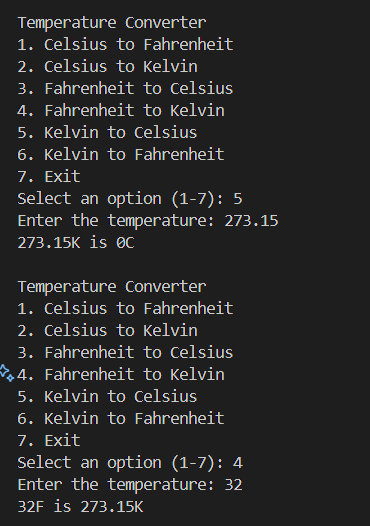 Temperature Converter
1. Celsius to Fahrenheit
2. Celsius to Kelvin
3. Fahrenheit to Celsius
4. Fahrenheit to Kelvin
5. Kelvin to Celsius
6. Kelvin to Fahrenheit
7. Exit
Select an option (1-7): 5
Enter the temperature: 273.15
273.15K is 0C

Temperature Converter
1. Celsius to Fahrenheit
2. Celsius to Kelvin
3. Fahrenheit to Celsius
4. Fahrenheit to Kelvin
5. Kelvin to Celsius
6. Kelvin to Fahrenheit
7. Exit
Select an option (1-7): 4
Enter the temperature: 32
32F is 273.15K